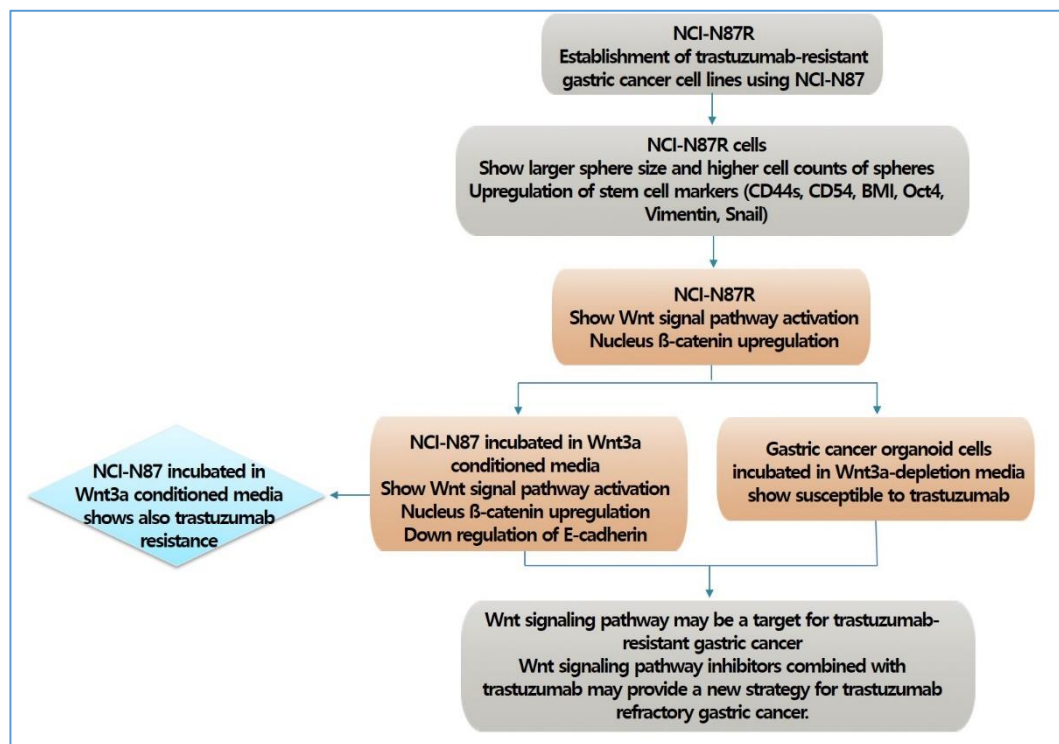 NCI-N87R
Establishment of trastuzumab-resistant
gastric cancer cell lines using NCI-N87
NCI-N87R cells
Show larger sphere size and higher cell counts of spheres
Upregulation of stem cell markers (CD44s, CD54, BMI, Oct4,
Vimentin, Snail)
NCI-N87R
Show Wnt signal pathway activation
Nucleus ß-catenin upregulation
NCI-N87 incubated in
Wnt3a conditioned media
shows also trastuzumab
resistance
NCI-N87 incubated in Wnt3a
conditioned media
Show Wnt signal pathway activation
Nucleus ß-catenin upregulation
Down regulation of E-cadherin
Gastric cancer organoid cells
incubated in Wnt3a-depletion media
show susceptible to trastuzumab
Wnt signaling pathway may be a target for trastuzumab-
resistant gastric cancer
Wnt signaling pathway inhibitors combined with
trastuzumab may provide a new strategy for trastuzumab
refractory gastric cancer.